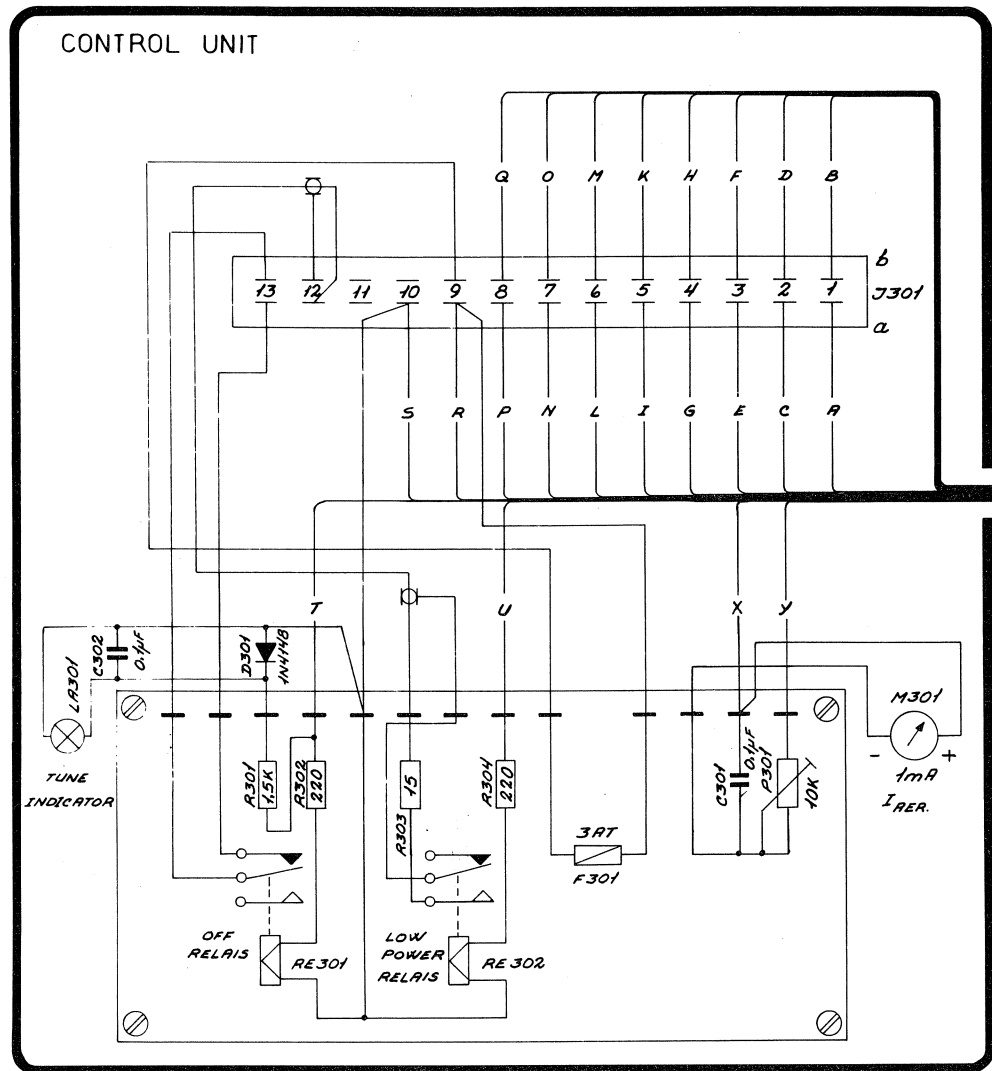 CONTROL UNIT
Q O M K H F D B
b
13 12 11 10 9 8 7 6 5 4 3 2 1
J301
a
S R P N L I G E C A
T U X Y
LA301
C302
0.1µF
D301
1N4148
TUNE
INDICATOR
R301
1,5K
R302
220
R303
15
R304
220
3AT
F301
C301
0.1µF
P301
10K
M301
- +
1mA
I AER.
OFF
RELAIS
RE301
LOW
POWER
RELAIS
RE302